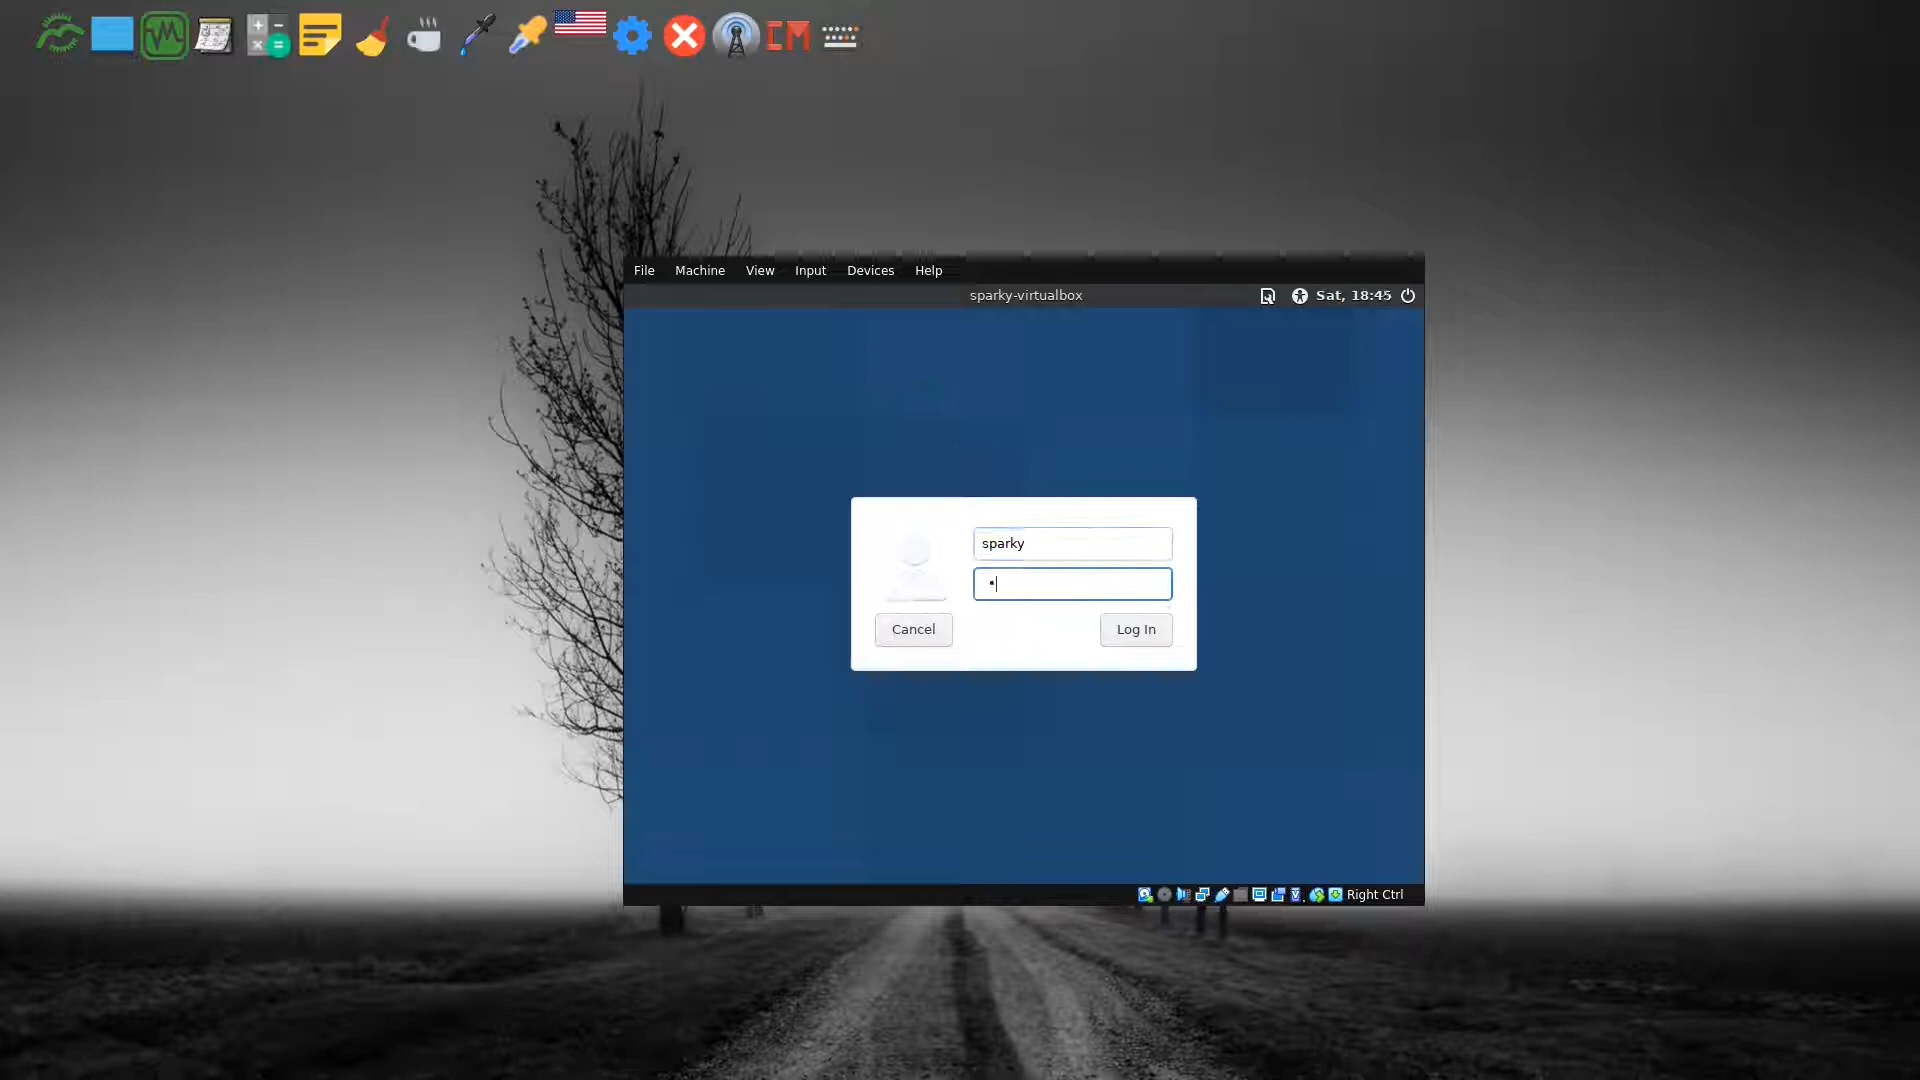 File Machine View Input Devices Help
sparky-virtualbox Sat, 18:45
sparky
Cancel Log In
Right Ctrl